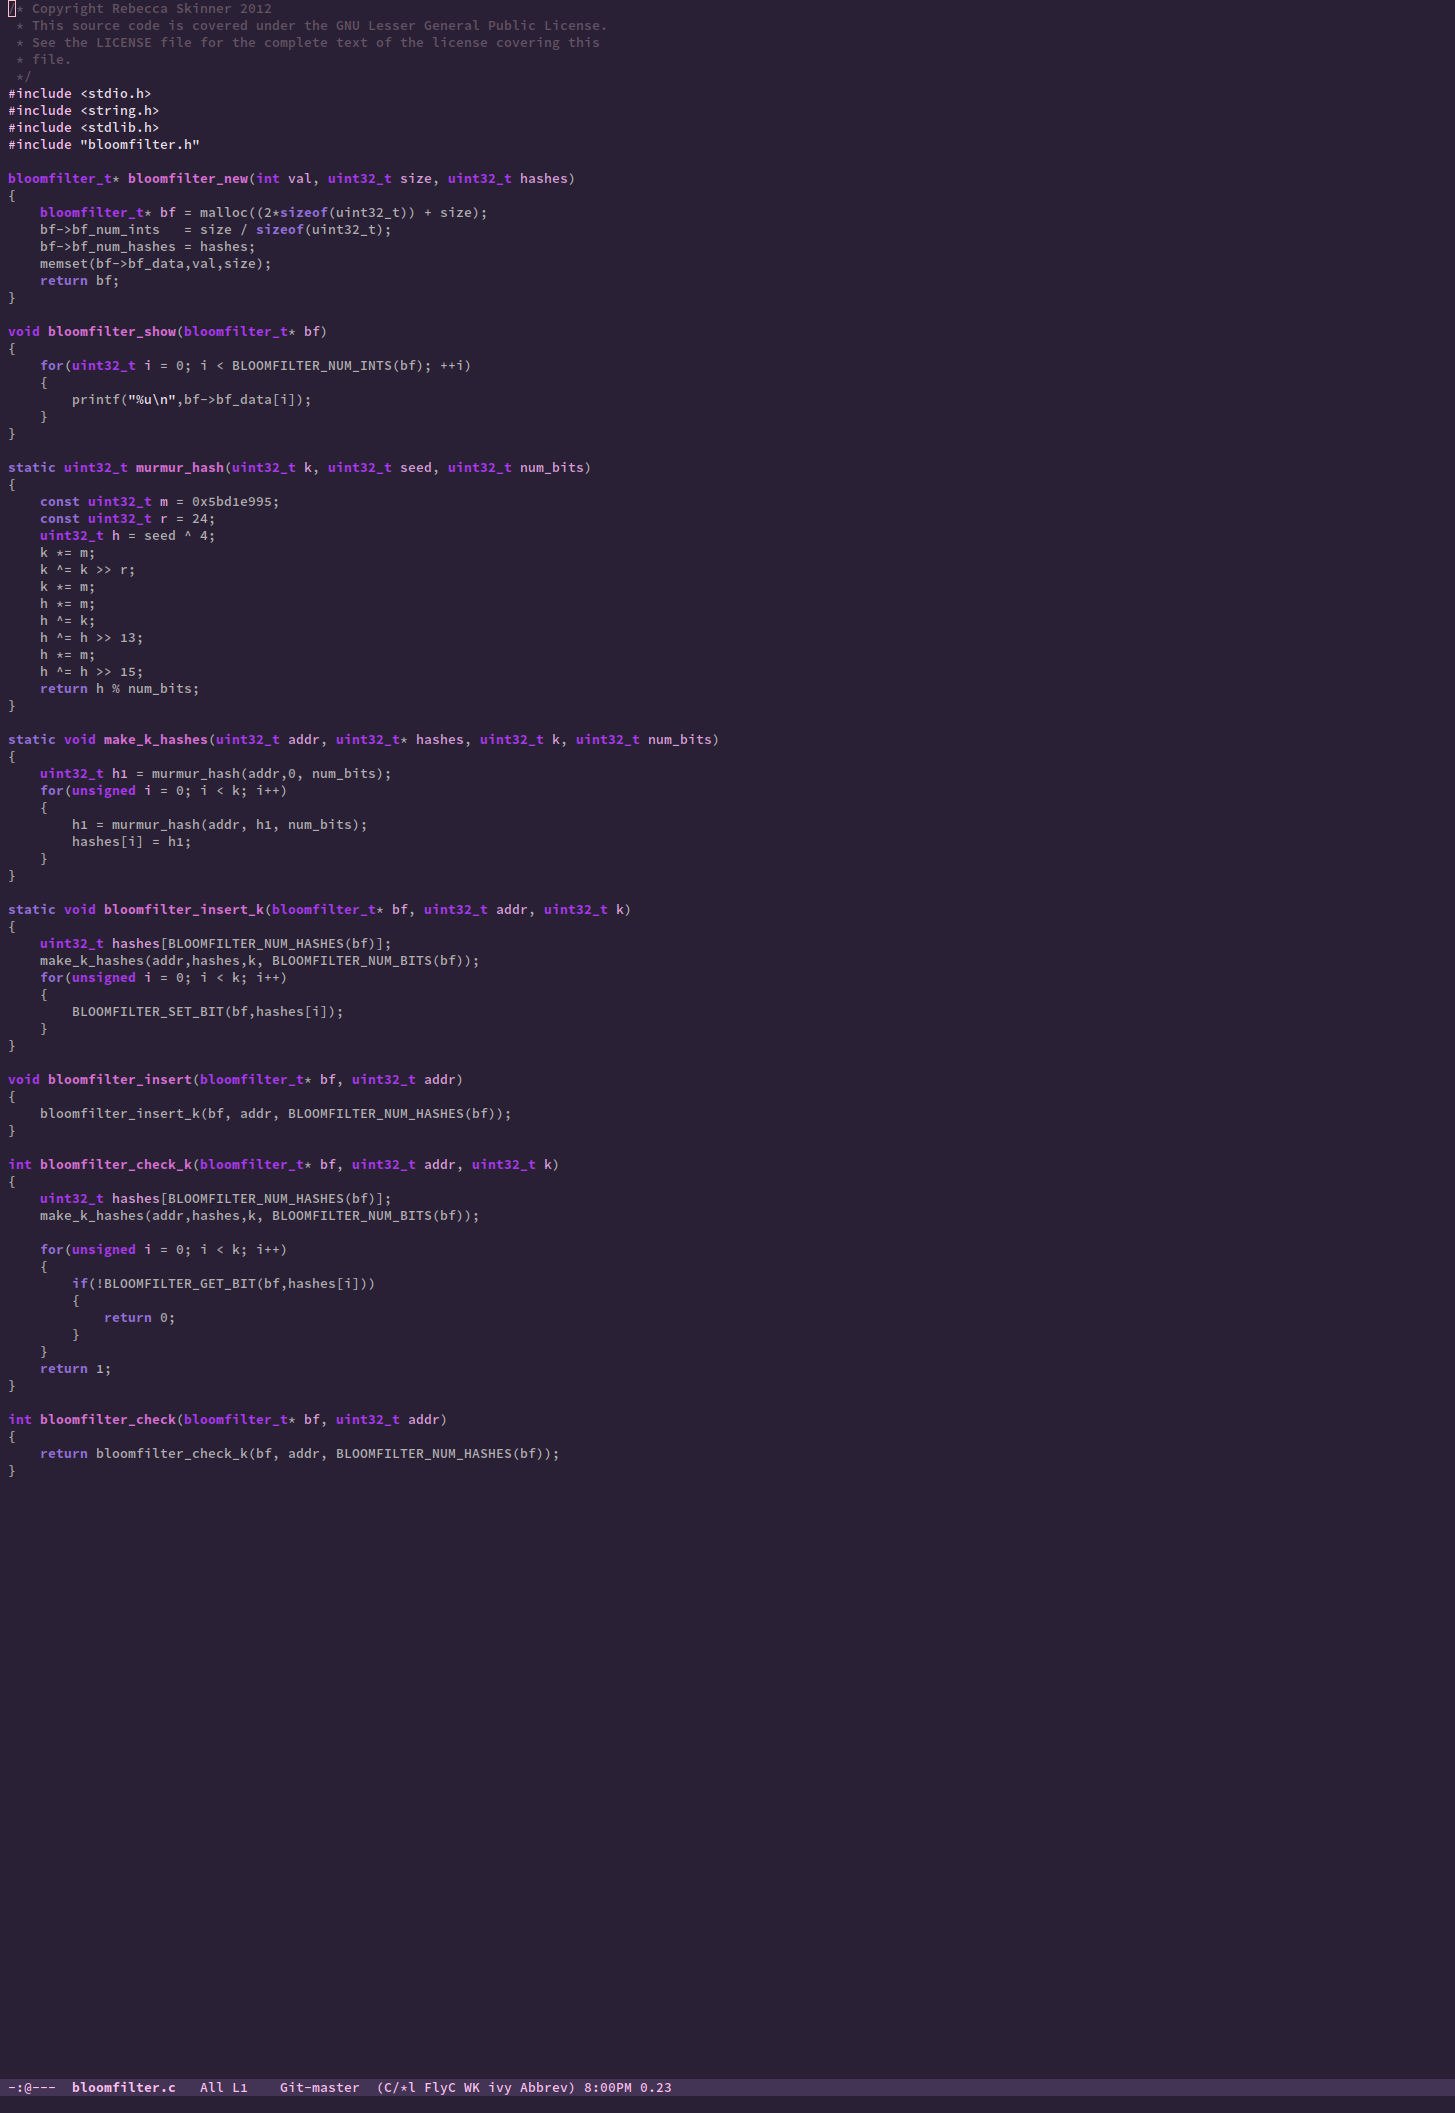 /* Copyright Rebecca Skinner 2012
 * This source code is covered under the GNU Lesser General Public License.
 * See the LICENSE file for the complete text of the license covering this
 * file.
 */
#include <stdio.h>
#include <string.h>
#include <stdlib.h>
#include "bloomfilter.h"

bloomfilter_t* bloomfilter_new(int val, uint32_t size, uint32_t hashes)
{
    bloomfilter_t* bf = malloc((2*sizeof(uint32_t)) + size);
    bf->bf_num_ints   = size / sizeof(uint32_t);
    bf->bf_num_hashes = hashes;
    memset(bf->bf_data,val,size);
    return bf;
}

void bloomfilter_show(bloomfilter_t* bf)
{
    for(uint32_t i = 0; i < BLOOMFILTER_NUM_INTS(bf); ++i)
    {
        printf("%u\n",bf->bf_data[i]);
    }
}

static uint32_t murmur_hash(uint32_t k, uint32_t seed, uint32_t num_bits)
{
    const uint32_t m = 0x5bd1e995;
    const uint32_t r = 24;
    uint32_t h = seed ^ 4;
    k *= m;
    k ^= k >> r;
    k *= m;
    h *= m;
    h ^= k;
    h ^= h >> 13;
    h *= m;
    h ^= h >> 15;
    return h % num_bits;
}

static void make_k_hashes(uint32_t addr, uint32_t* hashes, uint32_t k, uint32_t num_bits)
{
    uint32_t h1 = murmur_hash(addr,0, num_bits);
    for(unsigned i = 0; i < k; i++)
    {
        h1 = murmur_hash(addr, h1, num_bits);
        hashes[i] = h1;
    }
}

static void bloomfilter_insert_k(bloomfilter_t* bf, uint32_t addr, uint32_t k)
{
    uint32_t hashes[BLOOMFILTER_NUM_HASHES(bf)];
    make_k_hashes(addr,hashes,k, BLOOMFILTER_NUM_BITS(bf));
    for(unsigned i = 0; i < k; i++)
    {
        BLOOMFILTER_SET_BIT(bf,hashes[i]);
    }
}

void bloomfilter_insert(bloomfilter_t* bf, uint32_t addr)
{
    bloomfilter_insert_k(bf, addr, BLOOMFILTER_NUM_HASHES(bf));
}

int bloomfilter_check_k(bloomfilter_t* bf, uint32_t addr, uint32_t k)
{
    uint32_t hashes[BLOOMFILTER_NUM_HASHES(bf)];
    make_k_hashes(addr,hashes,k, BLOOMFILTER_NUM_BITS(bf));

    for(unsigned i = 0; i < k; i++)
    {
        if(!BLOOMFILTER_GET_BIT(bf,hashes[i]))
        {
            return 0;
        }
    }
    return 1;
}

int bloomfilter_check(bloomfilter_t* bf, uint32_t addr)
{
    return bloomfilter_check_k(bf, addr, BLOOMFILTER_NUM_HASHES(bf));
}
-:@---  bloomfilter.c   All L1    Git-master  (C/*l FlyC WK ivy Abbrev) 8:00PM 0.23